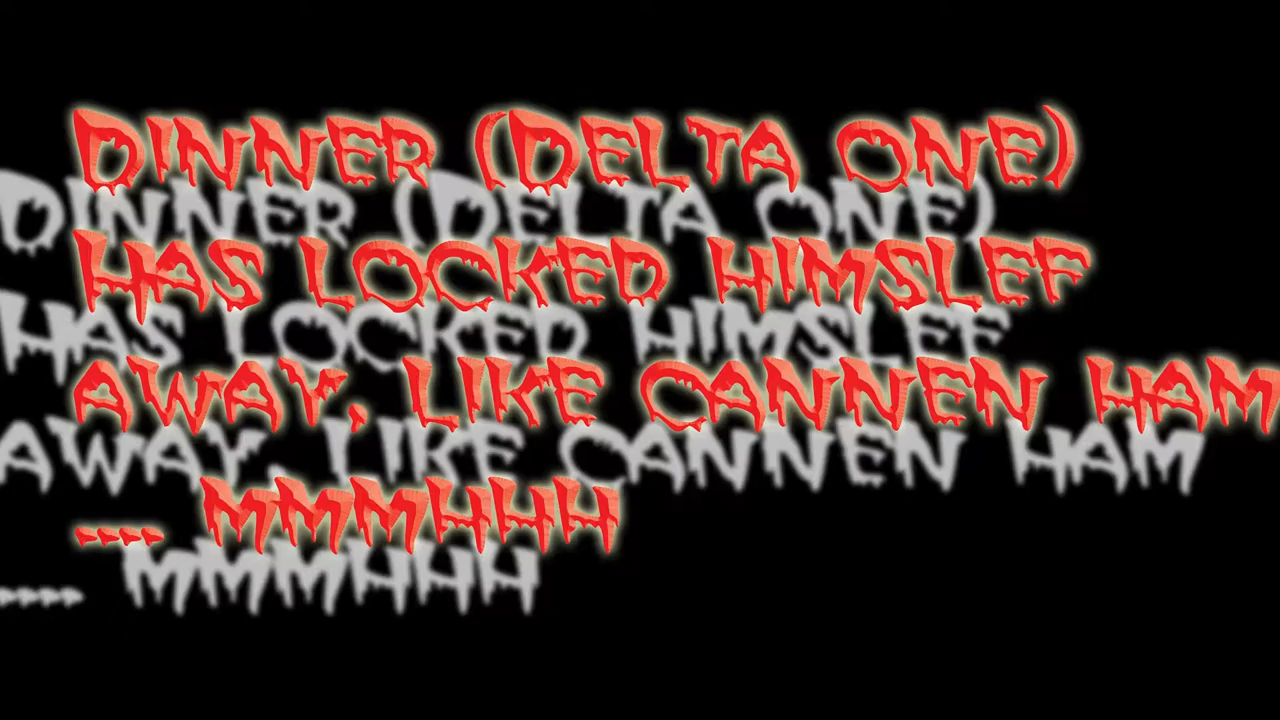 DINNER (DELTA ONE)
HAS LOCKED HIMSLEF
AWAY, LIKE CANNEN HAM
.... MMMHHH